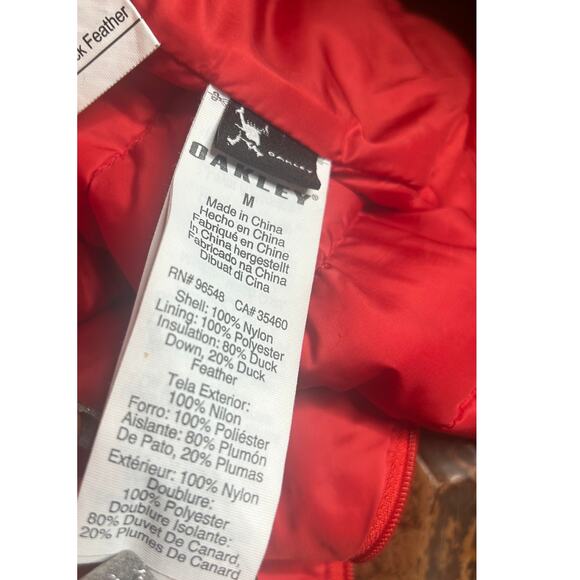 ck Feather
OAKLEY
OAKLEY®
M
Made in China
Hecho en China
Fabriqué en Chine
In China hergestellt
Fabricado na China
Dibuat di Cina
RN# 96548 CA# 35460
Shell: 100% Nylon
Lining: 100% Polyester
Insulation: 80% Duck
Down, 20% Duck
Feather
Tela Exterior:
100% Nilon
Forro: 100% Poliéster
Aislante: 80% Plumón
De Pato, 20% Plumas
Extérieur: 100% Nylon
Doublure:
100% Polyester
Doublure Isolante:
80% Duvet De Canard,
20% Plumes De Canard